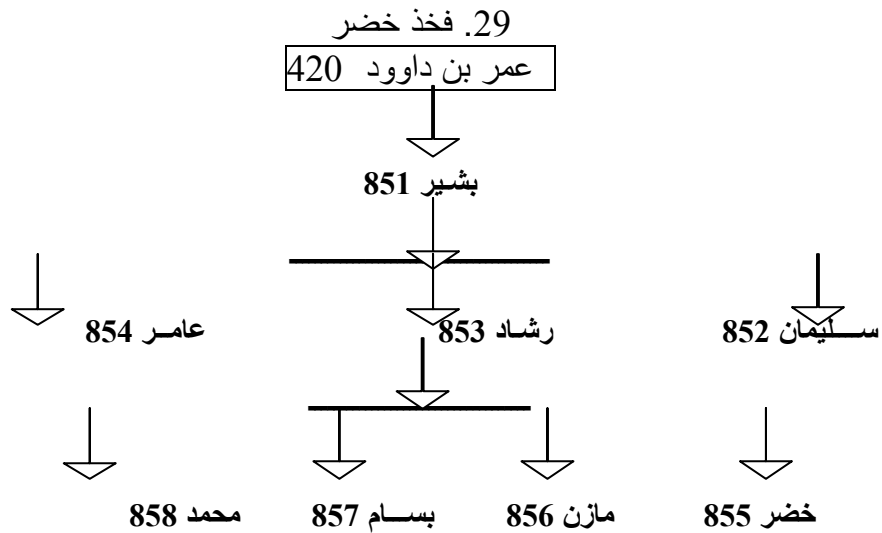 29. فخذ خضر
عمر بن داوود 420
بشير 851
سليمان 852 رشاد 853 عامر 854
خضر 855 مازن 856 بسام 857 محمد 858